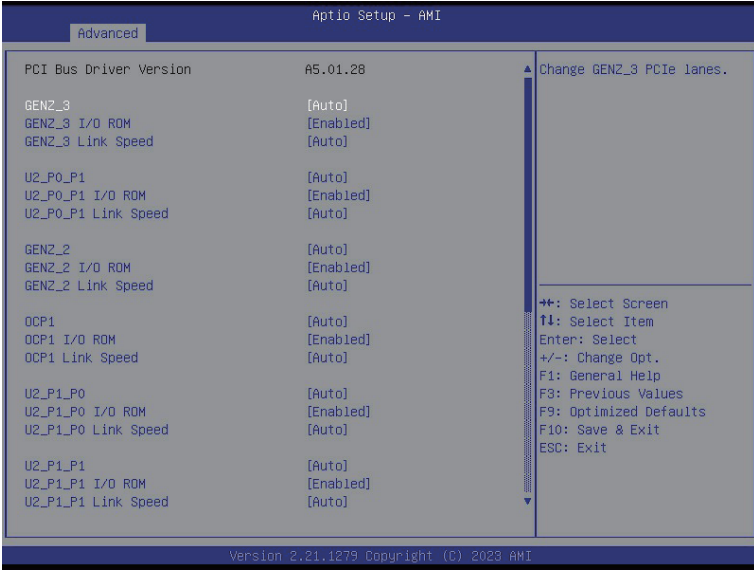 Aptio Setup – AMI
Advanced
PCI Bus Driver Version A5.01.28
GENZ_3 [Auto]
GENZ_3 I/O ROM [Enabled]
GENZ_3 Link Speed [Auto]
U2_P0_P1 [Auto]
U2_P0_P1 I/O ROM [Enabled]
U2_P0_P1 Link Speed [Auto]
GENZ_2 [Auto]
GENZ_2 I/O ROM [Enabled]
GENZ_2 Link Speed [Auto]
OCP1 [Auto]
OCP1 I/O ROM [Enabled]
OCP1 Link Speed [Auto]
U2_P1_P0 [Auto]
U2_P1_P0 I/O ROM [Enabled]
U2_P1_P0 Link Speed [Auto]
U2_P1_P1 [Auto]
U2_P1_P1 I/O ROM [Enabled]
U2_P1_P1 Link Speed [Auto]
Change GENZ_3 PCIe lanes.
→←: Select Screen
↑↓: Select Item
Enter: Select
+/-: Change Opt.
F1: General Help
F3: Previous Values
F9: Optimized Defaults
F10: Save & Exit
ESC: Exit
Version 2.21.1279 Copyright (C) 2023 AMI